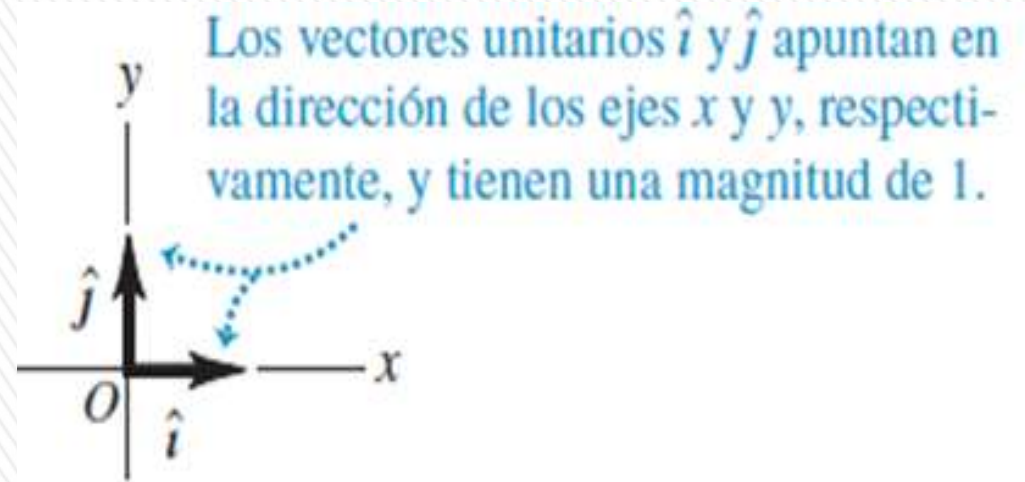 Los vectores unitarios î y ĵ apuntan en
la dirección de los ejes x y y, respecti-
vamente, y tienen una magnitud de 1.
y
ĵ
x
O
î